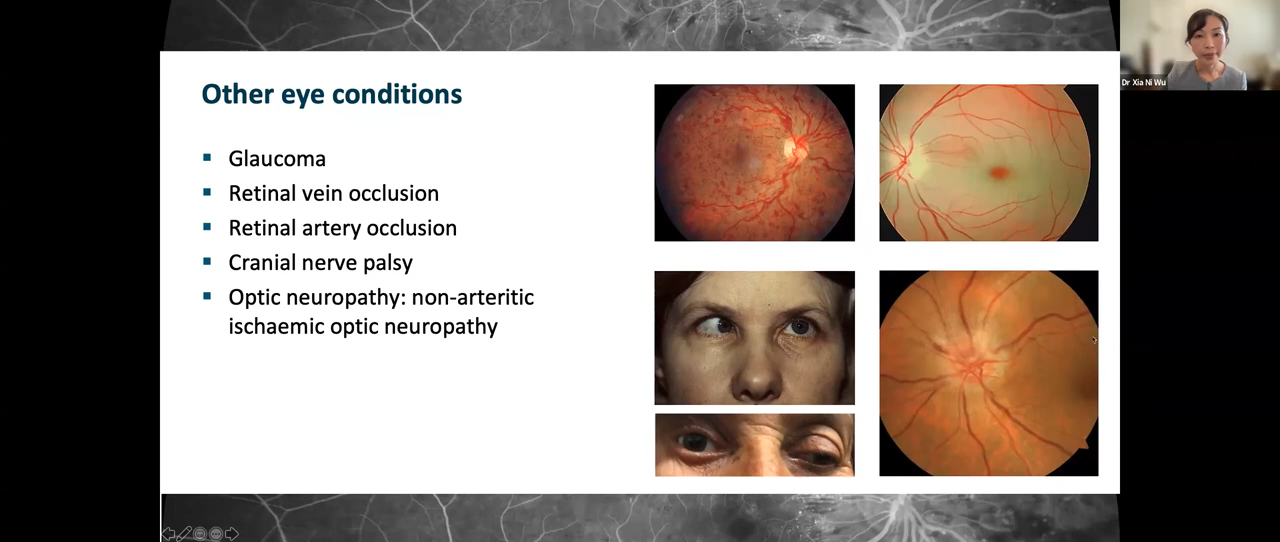 Other eye conditions
Glaucoma
Retinal vein occlusion
Retinal artery occlusion
Cranial nerve palsy
Optic neuropathy: non-arteritic
ischaemic optic neuropathy
Dr Xia Ni Wu